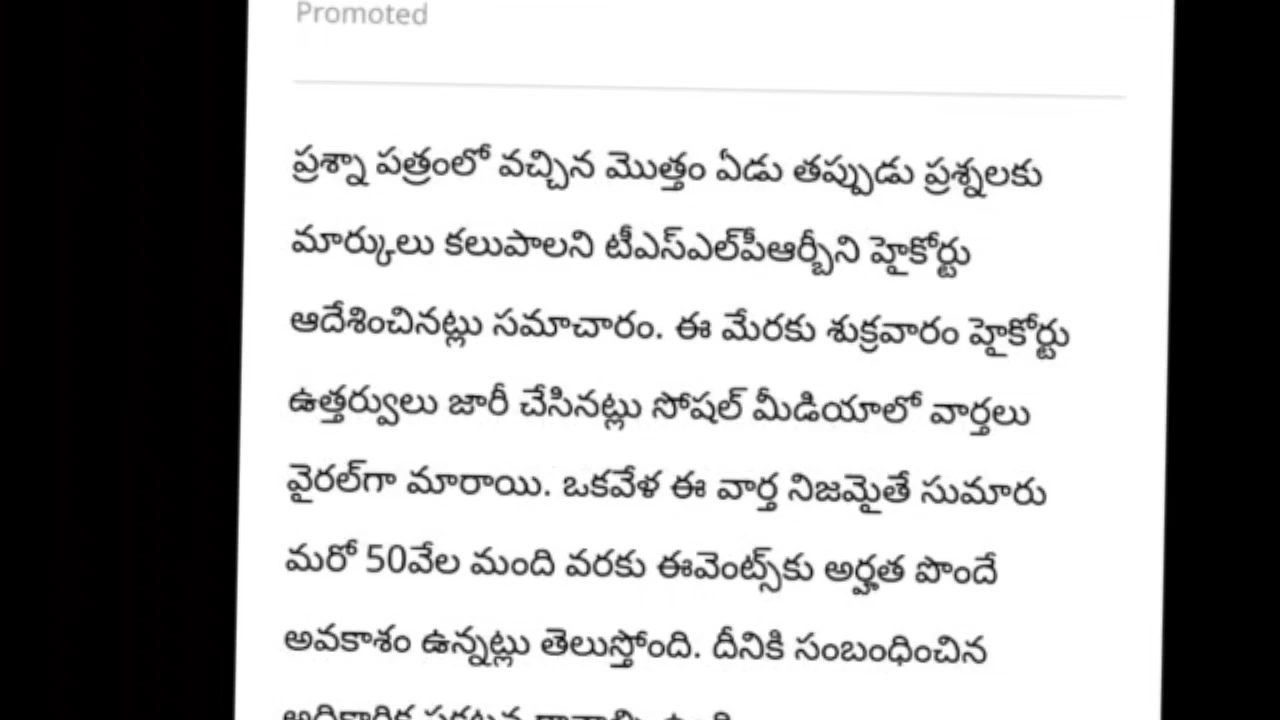 Promoted
ప్రశ్నా పత్రంలో వచ్చిన మొత్తం ఏడు తప్పుడు ప్రశ్నలకు
మార్కులు కలుపాలని టీఎస్ఎల్‌పీఆర్బీని హైకోర్టు
ఆదేశించినట్లు సమాచారం. ఈ మేరకు శుక్రవారం హైకోర్టు
ఉత్తర్వులు జారీ చేసినట్లు సోషల్ మీడియాలో వార్తలు
వైరల్‌గా మారాయి. ఒకవేళ ఈ వార్త నిజమైతే సుమారు
మరో 50వేల మంది వరకు ఈవెంట్స్‌కు అర్హత పొందే
అవకాశం ఉన్నట్లు తెలుస్తోంది. దీనికి సంబంధించిన